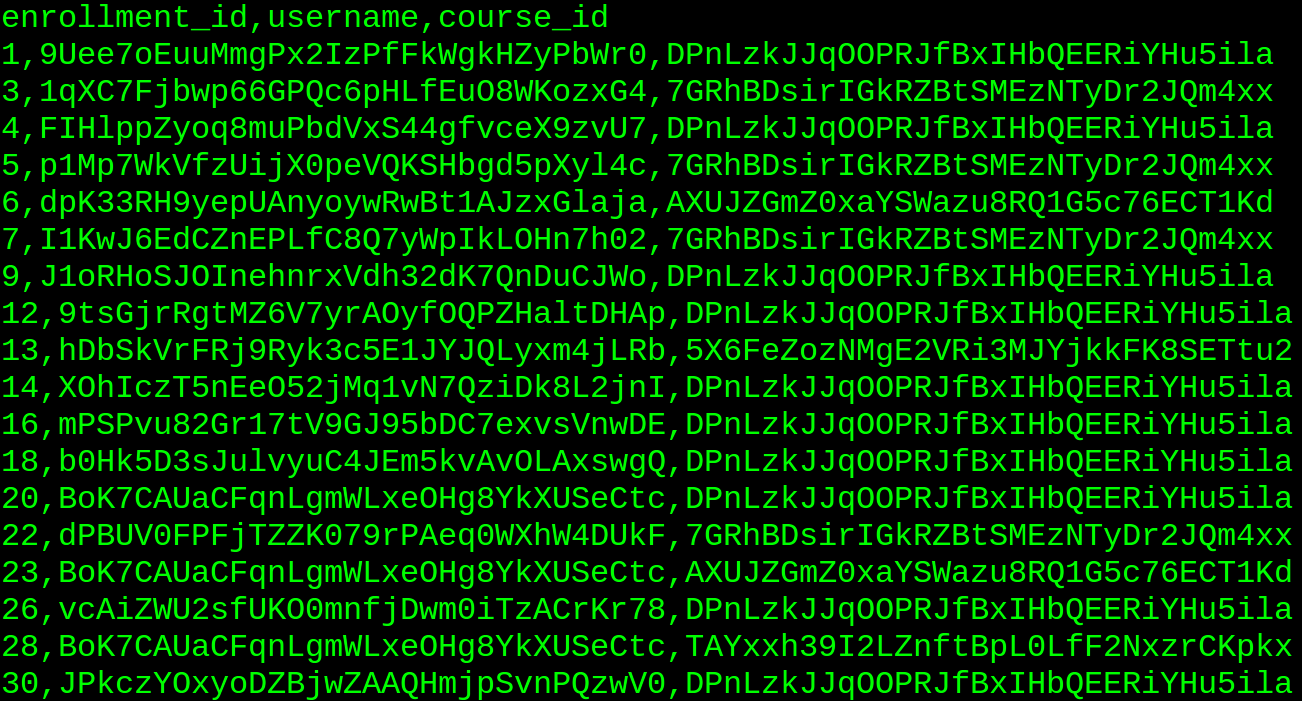 enrollment_id,username,course_id
1,9Uee7oEuuMmgPx2IzPfFkWgkHZyPbWr0,DPnLzkJJqOOPRJfBxIHbQEERiYHu5ila
3,1qXC7Fjbwp66GPQc6pHLfEuO8WKozxG4,7GRhBDsirIGkRZBtSMEzNTyDr2JQm4xx
4,FIHlppZyoq8muPbdVxS44gfvceX9zvU7,DPnLzkJJqOOPRJfBxIHbQEERiYHu5ila
5,p1Mp7WkVfzUijX0peVQKSHbgd5pXyl4c,7GRhBDsirIGkRZBtSMEzNTyDr2JQm4xx
6,dpK33RH9yepUAnyoywRwBt1AJzxGlaja,AXUJZGmZ0xaYSWazu8RQ1G5c76ECT1Kd
7,I1KwJ6EdCZnEPLfC8Q7yWpIkLOHn7h02,7GRhBDsirIGkRZBtSMEzNTyDr2JQm4xx
9,J1oRHoSJOInehnrxVdh32dK7QnDuCJWo,DPnLzkJJqOOPRJfBxIHbQEERiYHu5ila
12,9tsGjrRgtMZ6V7yrAOyfOQPZHaltDHAp,DPnLzkJJqOOPRJfBxIHbQEERiYHu5ila
13,hDbSkVrFRj9Ryk3c5E1JYJQLyxm4jLRb,5X6FeZozNMgE2VRi3MJYjkkFK8SETtu2
14,XOhIczT5nEeO52jMq1vN7QziDk8L2jnI,DPnLzkJJqOOPRJfBxIHbQEERiYHu5ila
16,mPSPvu82Gr17tV9GJ95bDC7exvsVnwDE,DPnLzkJJqOOPRJfBxIHbQEERiYHu5ila
18,b0Hk5D3sJulvyuC4JEm5kvAvOLAxswgQ,DPnLzkJJqOOPRJfBxIHbQEERiYHu5ila
20,BoK7CAUaCFqnLgmWLxeOHg8YkXUSeCtc,DPnLzkJJqOOPRJfBxIHbQEERiYHu5ila
22,dPBUV0FPFjTZZK079rPAeq0WXhW4DUkF,7GRhBDsirIGkRZBtSMEzNTyDr2JQm4xx
23,BoK7CAUaCFqnLgmWLxeOHg8YkXUSeCtc,AXUJZGmZ0xaYSWazu8RQ1G5c76ECT1Kd
26,vcAiZWU2sfUKO0mnfjDwm0iTzACrKr78,DPnLzkJJqOOPRJfBxIHbQEERiYHu5ila
28,BoK7CAUaCFqnLgmWLxeOHg8YkXUSeCtc,TAYxxh39I2LZnftBpL0LfF2NxzrCKpkx
30,JPkczYOxyoDZBjwZAAQHmjpSvnPQzwV0,DPnLzkJJqOOPRJfBxIHbQEERiYHu5ila